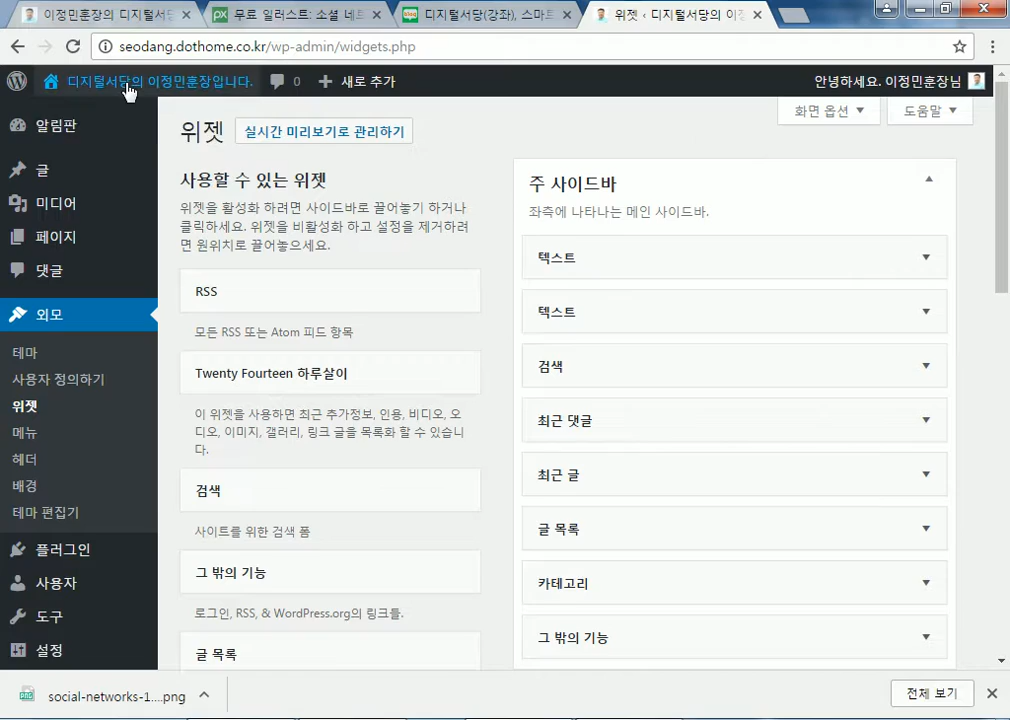 이정민훈장의 디지털서당
무료 일러스트: 소셜 네트
디지털서당(강좌), 스마트
위젯 ‹ 디지털서당의 이정
seodang.dothome.co.kr/wp-admin/widgets.php
디지털서당의 이정민훈장입니다.
0
새로 추가
안녕하세요. 이정민훈장님
알림판
글
미디어
페이지
댓글
외모
테마
사용자 정의하기
위젯
메뉴
헤더
배경
테마 편집기
플러그인
사용자
도구
설정
화면 옵션
도움말
위젯
실시간 미리보기로 관리하기
사용할 수 있는 위젯
위젯을 활성화 하려면 사이드바로 끌어놓기 하거나
클릭하세요. 위젯을 비활성화 하고 설정을 제거하려
면 원위치로 끌어놓으세요.
RSS
모든 RSS 또는 Atom 피드 항목
Twenty Fourteen 하루살이
이 위젯을 사용하면 최근 추가정보, 인용, 비디오, 오
디오, 이미지, 갤러리, 링크 글을 목록화 할 수 있습니
다.
검색
사이트를 위한 검색 폼
그 밖의 기능
로그인, RSS, & WordPress.org의 링크들.
글 목록
주 사이드바
좌측에 나타나는 메인 사이드바.
텍스트
텍스트
검색
최근 댓글
최근 글
글 목록
카테고리
그 밖의 기능
social-networks-1....png
전체 보기